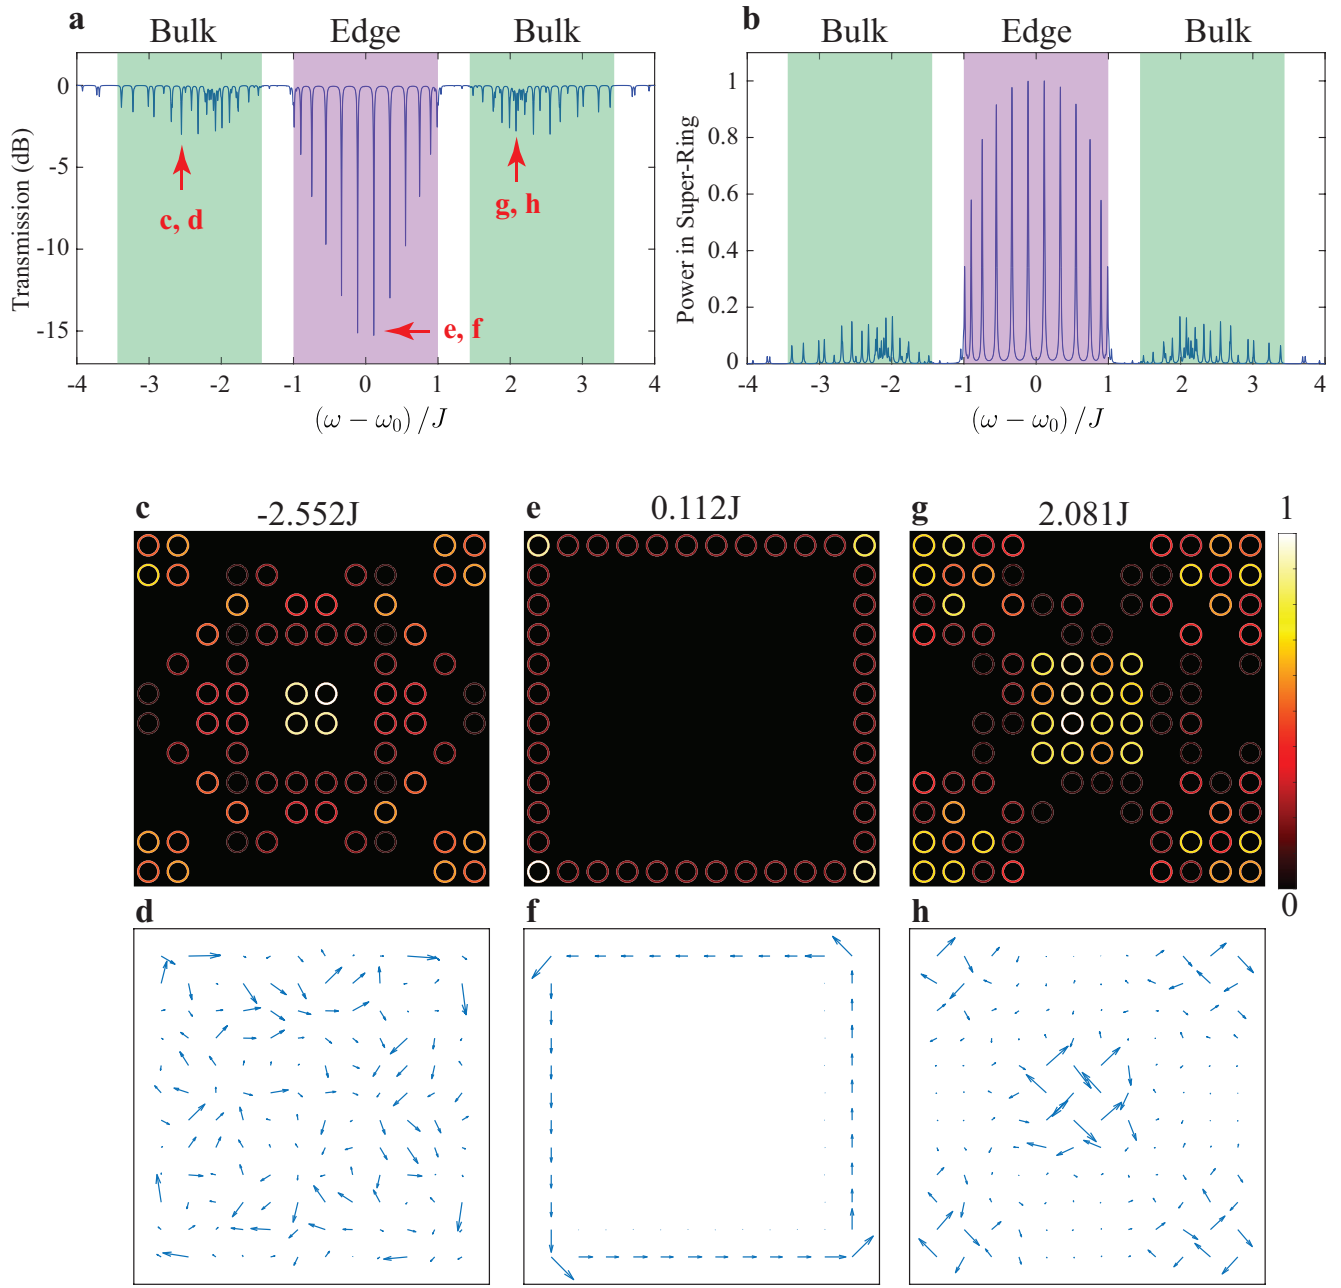 a
Bulk Edge Bulk
0
-5
-10
-15
Transmission (dB)
c, d
g, h
e, f
-4 -3 -2 -1 0 1 2 3 4
(ω − ω₀) / J
b
Bulk Edge Bulk
1
0.8
0.6
0.4
0.2
0
Power in Super-Ring
-4 -3 -2 -1 0 1 2 3 4
(ω − ω₀) / J
c -2.552J
e 0.112J
g 2.081J
1
0
d
f
h